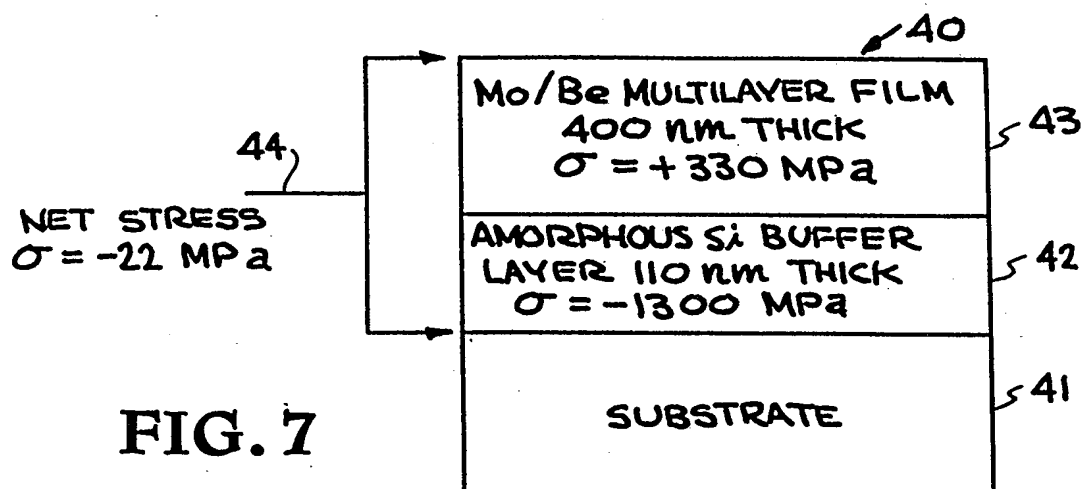 40
Mo/Be MULTILAYER FILM
400 nm THICK
σ = +330 MPa
43
44
NET STRESS
σ = -22 MPa
AMORPHOUS Si BUFFER
LAYER 110 nm THICK
σ = -1300 MPa
42
41
SUBSTRATE
FIG. 7